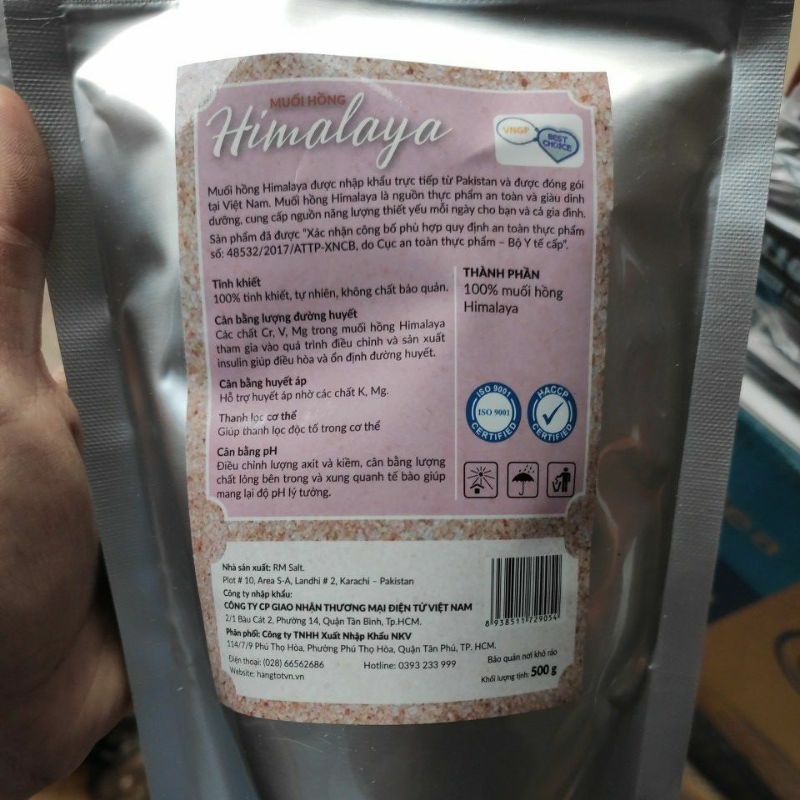 MUỐI HỒNG
Himalaya
VNGP
BEST
CHOICE
Muối hồng Himalaya được nhập khẩu trực tiếp từ Pakistan và được đóng gói
tại Việt Nam. Muối hồng Himalaya là nguồn thực phẩm an toàn và giàu dinh
dưỡng, cung cấp nguồn năng lượng thiết yếu mỗi ngày cho bạn và cả gia đình.
Sản phẩm đã được "Xác nhận công bố phù hợp quy định an toàn thực phẩm
số: 48532/2017/ATTP-XNCB, do Cục an toàn thực phẩm – Bộ Y tế cấp".
Tinh khiết
100% tinh khiết, tự nhiên, không chất bảo quản.
Cân bằng lượng đường huyết
Các chất Cr, V, Mg trong muối hồng Himalaya
tham gia vào quá trình điều chỉnh và sản xuất
insulin giúp điều hòa và ổn định đường huyết.
Cân bằng huyết áp
Hỗ trợ huyết áp nhờ các chất K, Mg.
Thanh lọc cơ thể
Giúp thanh lọc độc tố trong cơ thể
Cân bằng pH
Điều chỉnh lượng axit và kiềm, cân bằng lượng
chất lỏng bên trong và xung quanh tế bào giúp
mang lại độ pH lý tưởng.
THÀNH PHẦN
100% muối hồng
Himalaya
ISO 9001
ISO 9001
CERTIFIED
HACCP
CERTIFIED
Nhà sản xuất: RM Salt.
Plot # 10, Area S-A, Landhi # 2, Karachi – Pakistan
Công ty nhập khẩu:
CÔNG TY CP GIAO NHẬN THƯƠNG MẠI ĐIỆN TỬ VIỆT NAM
2/1 Bàu Cát 2, Phường 14, Quận Tân Bình, Tp.HCM.
Phân phối: Công ty TNHH Xuất Nhập Khẩu NKV
114/7/9 Phú Thọ Hòa, Phường Phú Thọ Hòa, Quận Tân Phú, TP. HCM.
Điện thoại: (028) 66562686 Hotline: 0393 233 999
Website: hangtotvn.vn
8 938511 729054
Bảo quản nơi khô ráo
Khối lượng tịnh: 500 g